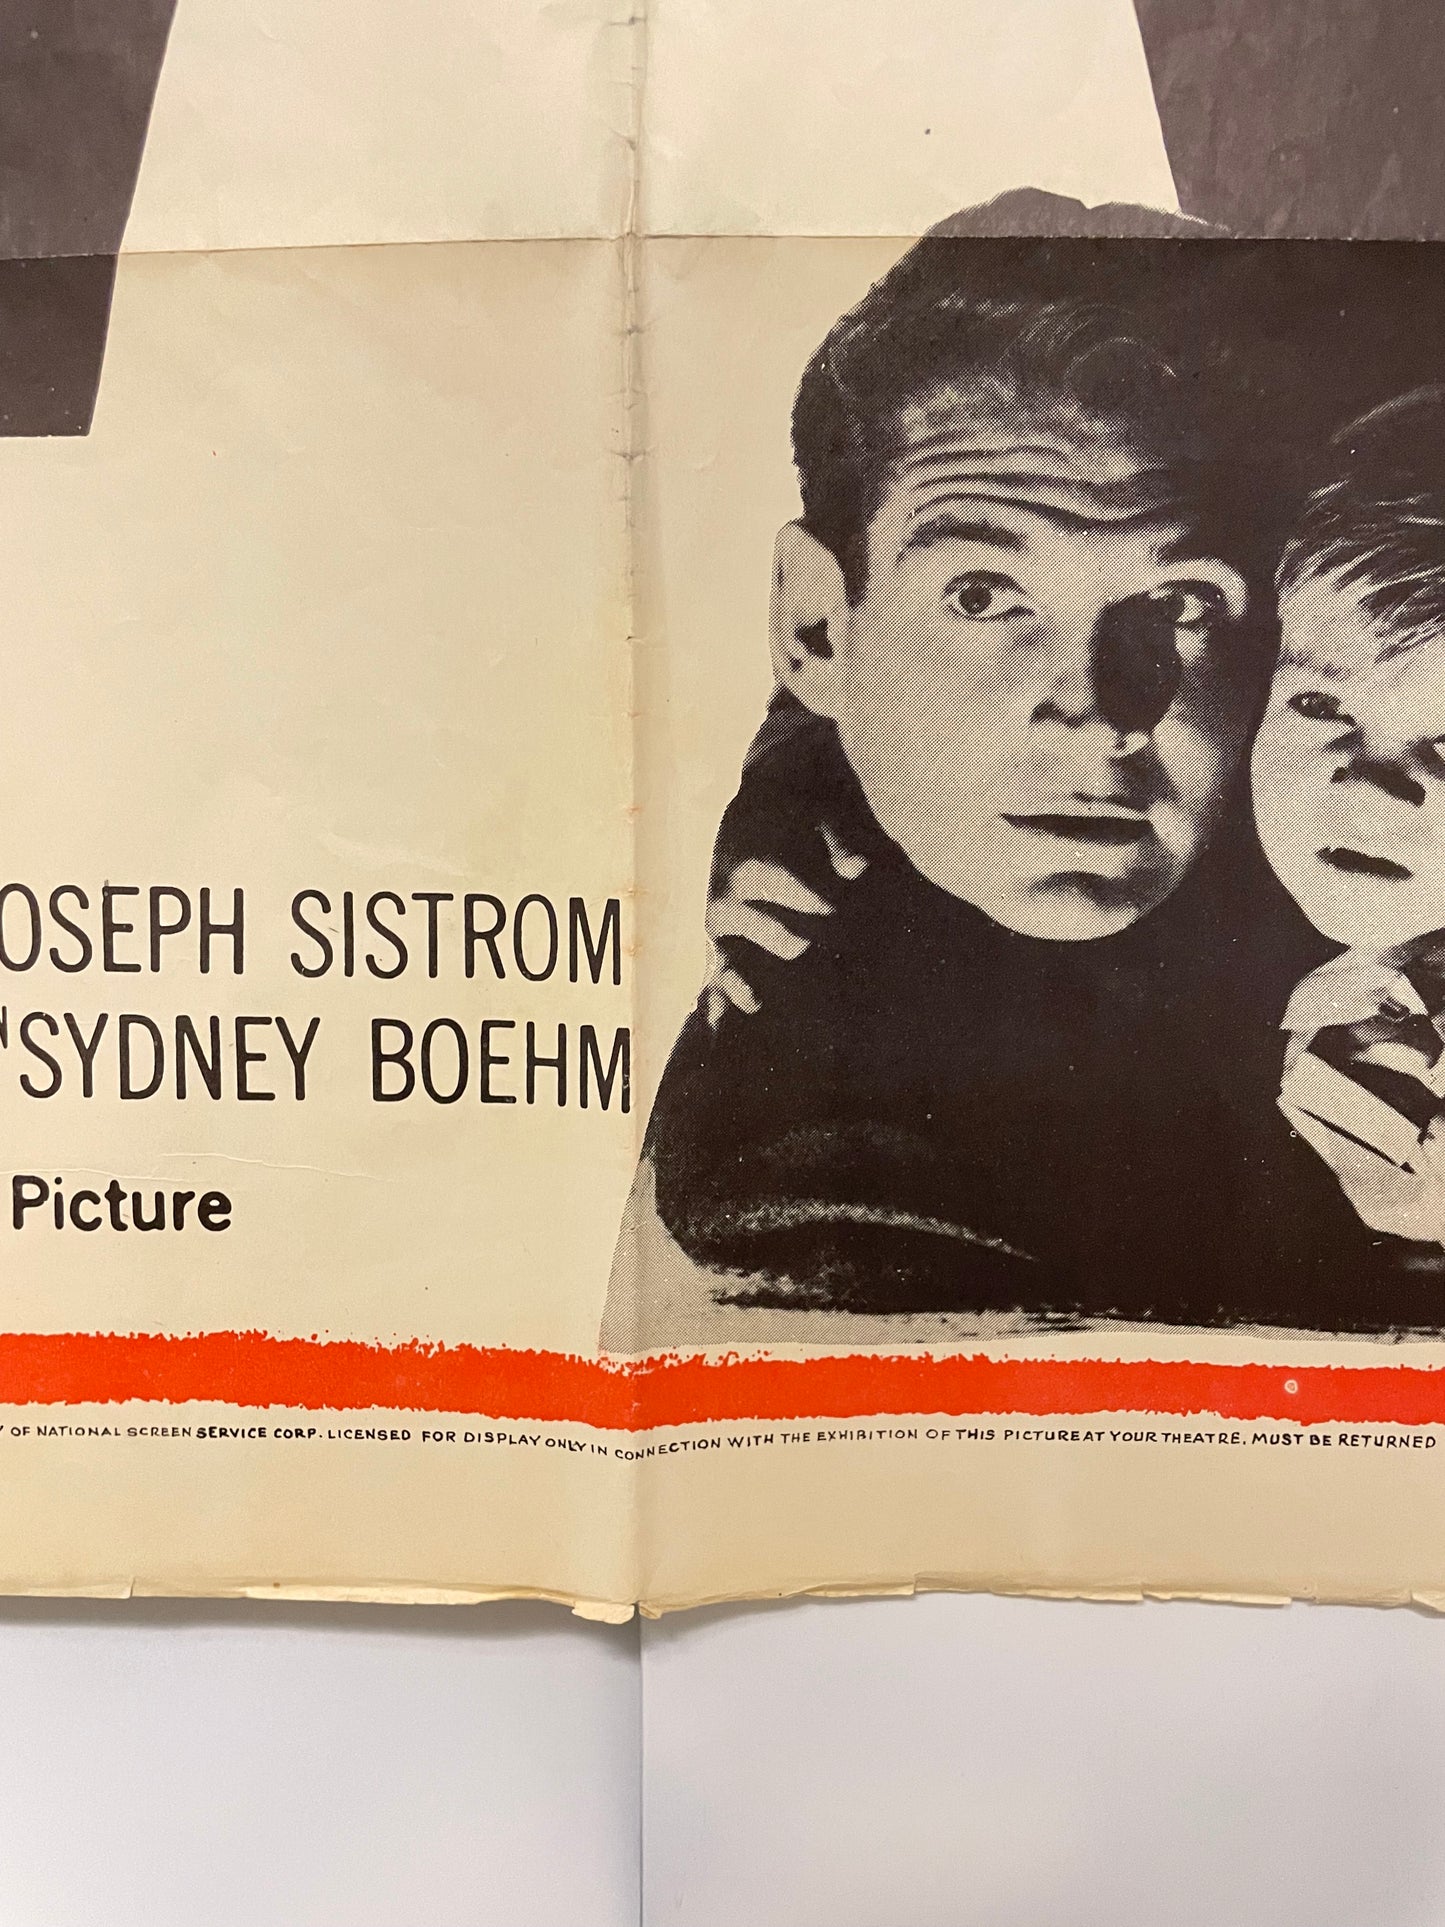 OSEPH SISTROM
SYDNEY BOEHM
Picture
OF NATIONAL SCREEN SERVICE CORP. LICENSED FOR DISPLAY ONLY IN CONNECTION WITH THE EXHIBITION OF THIS PICTURE AT YOUR THEATRE. MUST BE RETURNED